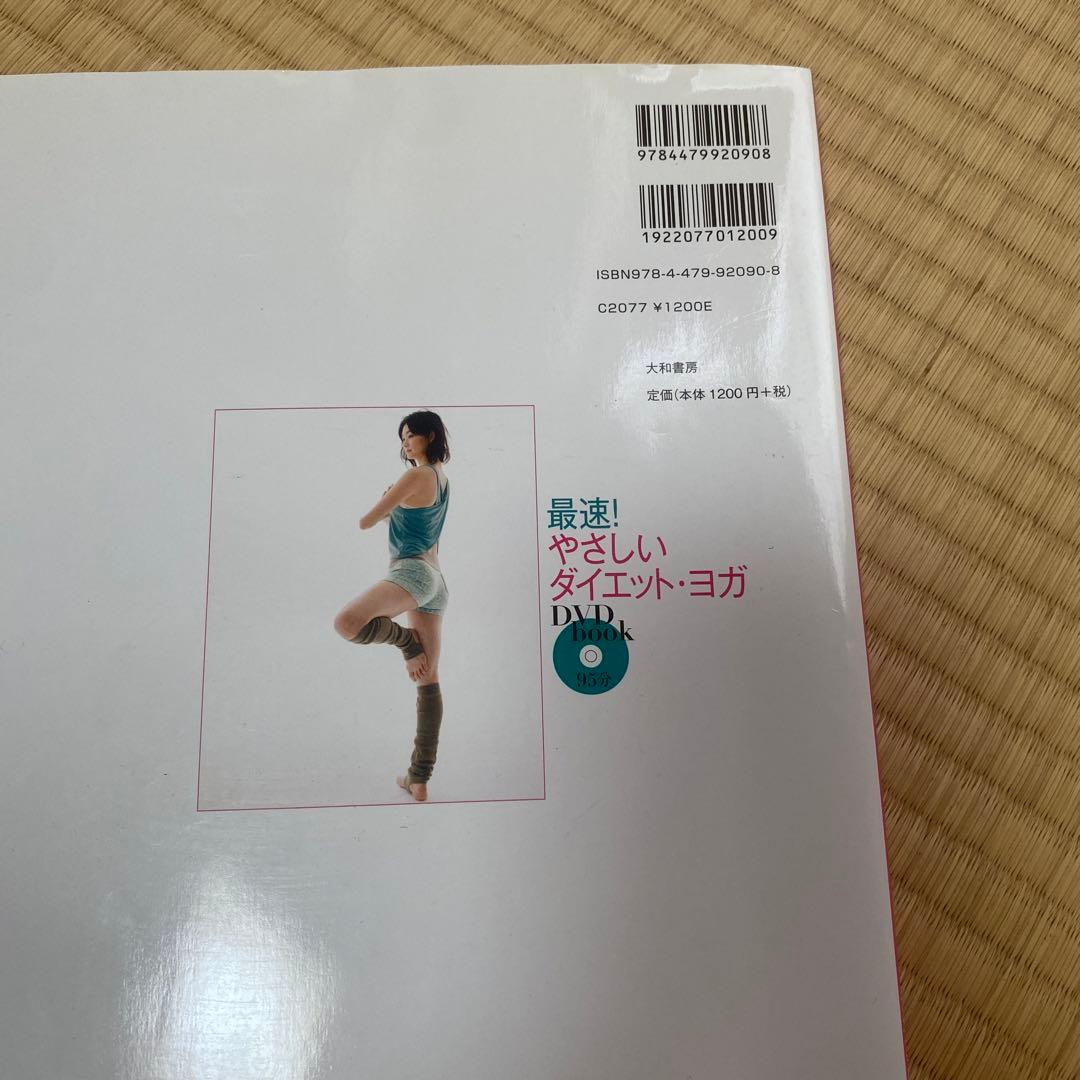 9784479920908
1922077012009
ISBN978-4-479-92090-8
C2077 ¥1200E
大和書房
定価(本体1200円+税)
最速!
やさしい
ダイエット・ヨガ
DVD
book
95分